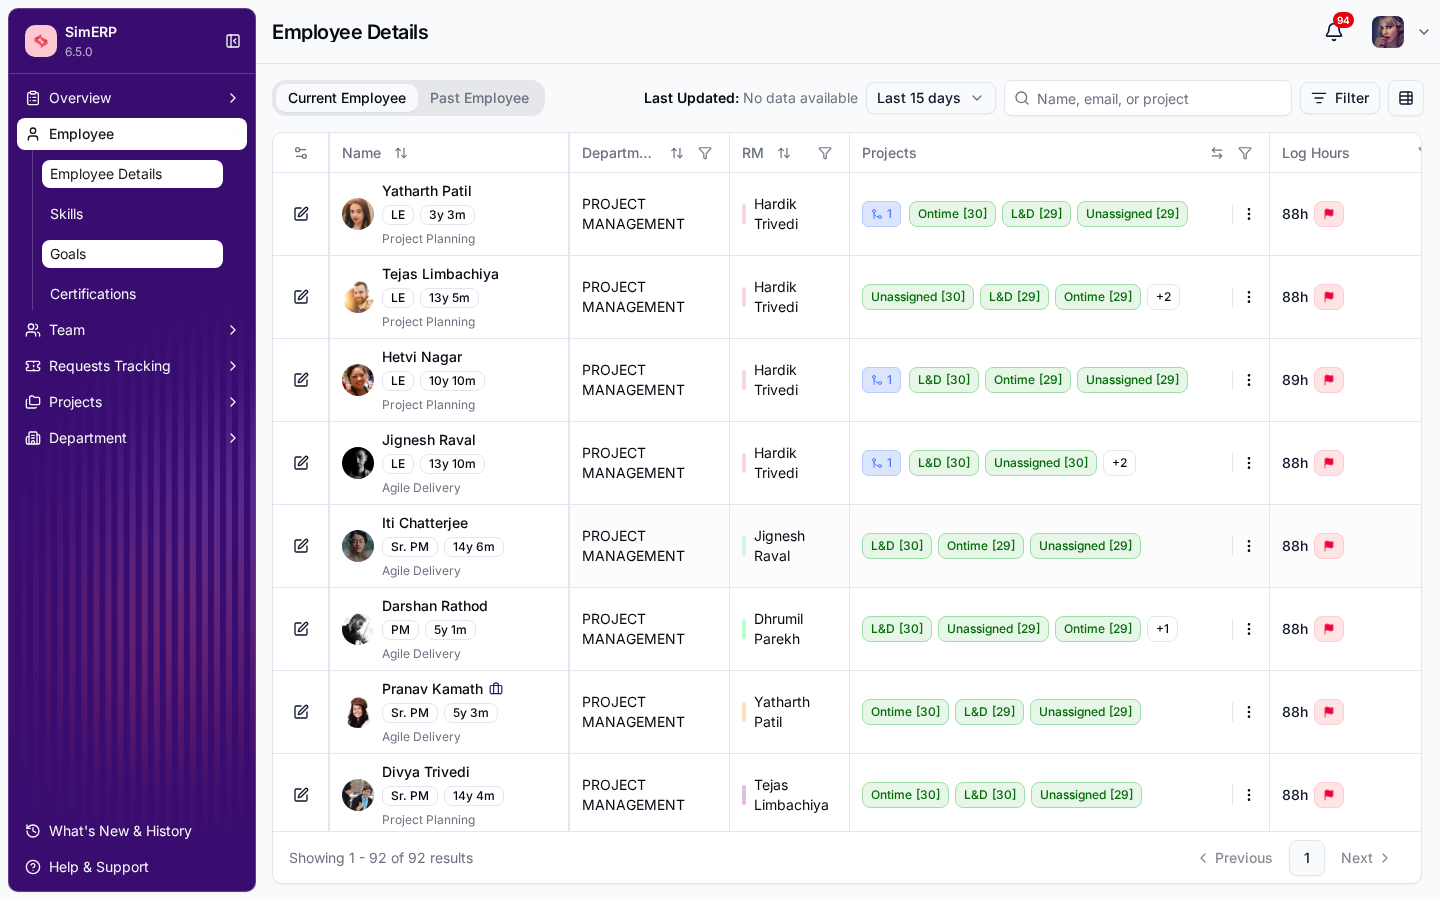 SimERP
6.5.0
Overview
Employee
Employee Details
Skills
Goals
Certifications
Team
Requests Tracking
Projects
Department
What's New & History
Help & Support
Employee Details
94
Current Employee
Past Employee
Last Updated: No data available
Last 15 days
Name, email, or project
Filter
Name
Departm...
RM
Projects
Log Hours
Yatharth Patil
LE
3y 3m
Project Planning
PROJECT
MANAGEMENT
Hardik
Trivedi
1
Ontime [30]
L&D [29]
Unassigned [29]
88h
Tejas Limbachiya
LE
13y 5m
Project Planning
PROJECT
MANAGEMENT
Hardik
Trivedi
Unassigned [30]
L&D [29]
Ontime [29]
+2
88h
Hetvi Nagar
LE
10y 10m
Project Planning
PROJECT
MANAGEMENT
Hardik
Trivedi
1
L&D [30]
Ontime [29]
Unassigned [29]
89h
Jignesh Raval
LE
13y 10m
Agile Delivery
PROJECT
MANAGEMENT
Hardik
Trivedi
1
L&D [30]
Unassigned [30]
+2
88h
Iti Chatterjee
Sr. PM
14y 6m
Agile Delivery
PROJECT
MANAGEMENT
Jignesh
Raval
L&D [30]
Ontime [29]
Unassigned [29]
88h
Darshan Rathod
PM
5y 1m
Agile Delivery
PROJECT
MANAGEMENT
Dhrumil
Parekh
L&D [30]
Unassigned [29]
Ontime [29]
+1
88h
Pranav Kamath
Sr. PM
5y 3m
Agile Delivery
PROJECT
MANAGEMENT
Yatharth
Patil
Ontime [30]
L&D [29]
Unassigned [29]
88h
Divya Trivedi
Sr. PM
14y 4m
Project Planning
PROJECT
MANAGEMENT
Tejas
Limbachiya
Ontime [30]
L&D [30]
Unassigned [29]
88h
Showing 1 - 92 of 92 results
Previous
1
Next